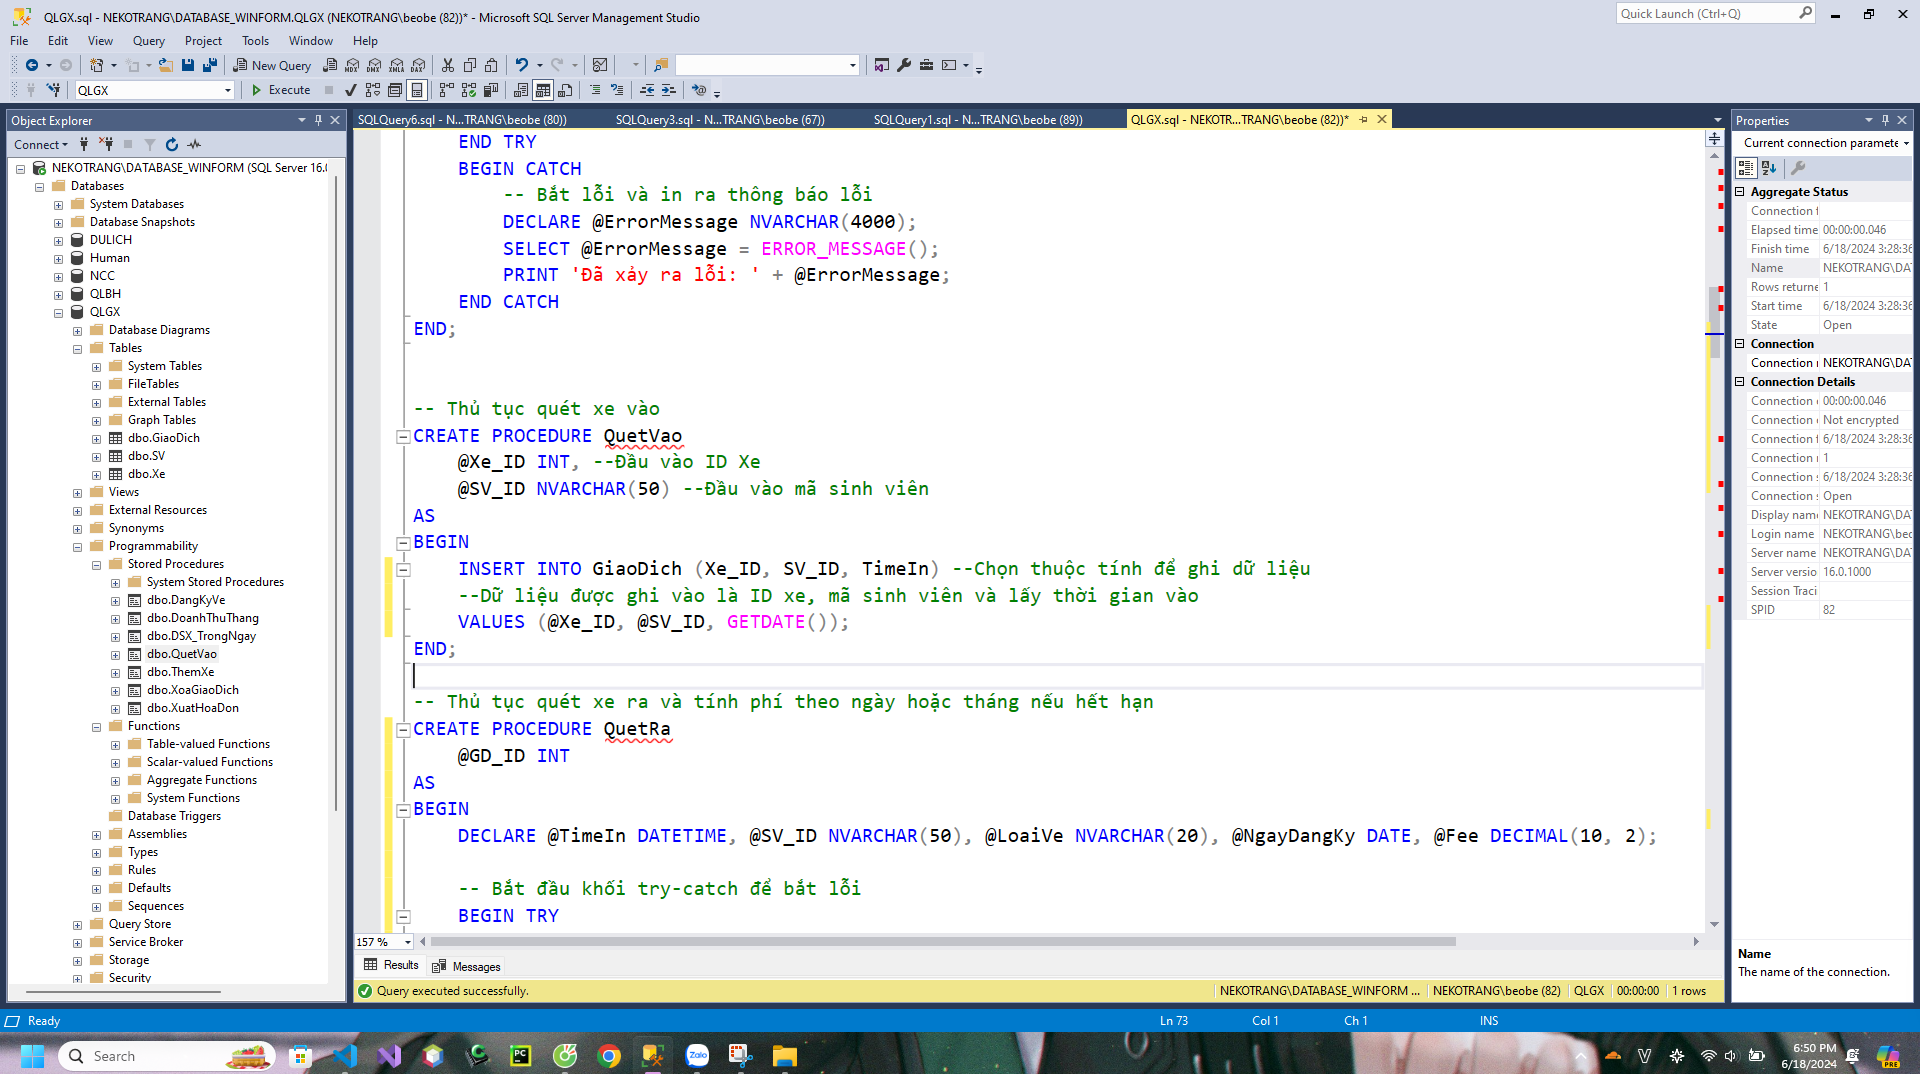 QLGX.sql - NEKOTRANG\DATABASE_WINFORM.QLGX (NEKOTRANG\beobe (82))* - Microsoft SQL Server Management Studio
Quick Launch (Ctrl+Q)
File Edit View Query Project Tools Window Help
New Query
MDX DMX XMLA DAX
QLGX
Execute
Object Explorer
Connect
NEKOTRANG\DATABASE_WINFORM (SQL Server 16.0
Databases
System Databases
Database Snapshots
DULICH
Human
NCC
QLBH
QLGX
Database Diagrams
Tables
System Tables
FileTables
External Tables
Graph Tables
dbo.GiaoDich
dbo.SV
dbo.Xe
Views
External Resources
Synonyms
Programmability
Stored Procedures
System Stored Procedures
dbo.DangKyVe
dbo.DoanhThuThang
dbo.DSX_TrongNgay
dbo.QuetVao
dbo.ThemXe
dbo.XoaGiaoDich
dbo.XuatHoaDon
Functions
Table-valued Functions
Scalar-valued Functions
Aggregate Functions
System Functions
Database Triggers
Assemblies
Types
Rules
Defaults
Sequences
Query Store
Service Broker
Storage
Security
SQLQuery6.sql - N...TRANG\beobe (80))
SQLQuery3.sql - N...TRANG\beobe (67))
SQLQuery1.sql - N...TRANG\beobe (89))
QLGX.sql - NEKOTR...TRANG\beobe (82))*
END TRY
BEGIN CATCH
-- Bắt lỗi và in ra thông báo lỗi
DECLARE @ErrorMessage NVARCHAR(4000);
SELECT @ErrorMessage = ERROR_MESSAGE();
PRINT 'Đã xảy ra lỗi: ' + @ErrorMessage;
END CATCH
END;
-- Thủ tục quét xe vào
CREATE PROCEDURE QuetVao
@Xe_ID INT, --Đầu vào ID Xe
@SV_ID NVARCHAR(50) --Đầu vào mã sinh viên
AS
BEGIN
INSERT INTO GiaoDich (Xe_ID, SV_ID, TimeIn) --Chọn thuộc tính để ghi dữ liệu
--Dữ liệu được ghi vào là ID xe, mã sinh viên và lấy thời gian vào
VALUES (@Xe_ID, @SV_ID, GETDATE());
END;
-- Thủ tục quét xe ra và tính phí theo ngày hoặc tháng nếu hết hạn
CREATE PROCEDURE QuetRa
@GD_ID INT
AS
BEGIN
DECLARE @TimeIn DATETIME, @SV_ID NVARCHAR(50), @LoaiVe NVARCHAR(20), @NgayDangKy DATE, @Fee DECIMAL(10, 2);
-- Bắt đầu khối try-catch để bắt lỗi
BEGIN TRY
157 %
Results Messages
Query executed successfully.
NEKOTRANG\DATABASE_WINFORM ... NEKOTRANG\beobe (82) QLGX 00:00:00 1 rows
Properties
Current connection paramete
Aggregate Status
Connection f
Elapsed time 00:00:00.046
Finish time 6/18/2024 3:28:36
Name NEKOTRANG\DA
Rows returne 1
Start time 6/18/2024 3:28:36
State Open
Connection
Connection NEKOTRANG\DA
Connection Details
Connection 00:00:00.046
Connection Not encrypted
Connection f 6/18/2024 3:28:36
Connection 1
Connection s 6/18/2024 3:28:36
Connection s Open
Display nam NEKOTRANG\DA
Login name NEKOTRANG\beo
Server name NEKOTRANG\DA
Server versio 16.0.1000
Session Traci
SPID 82
Name
The name of the connection.
Ready
Ln 73 Col 1 Ch 1 INS
Search
PC
Zalo
6:50 PM
6/18/2024
PRE